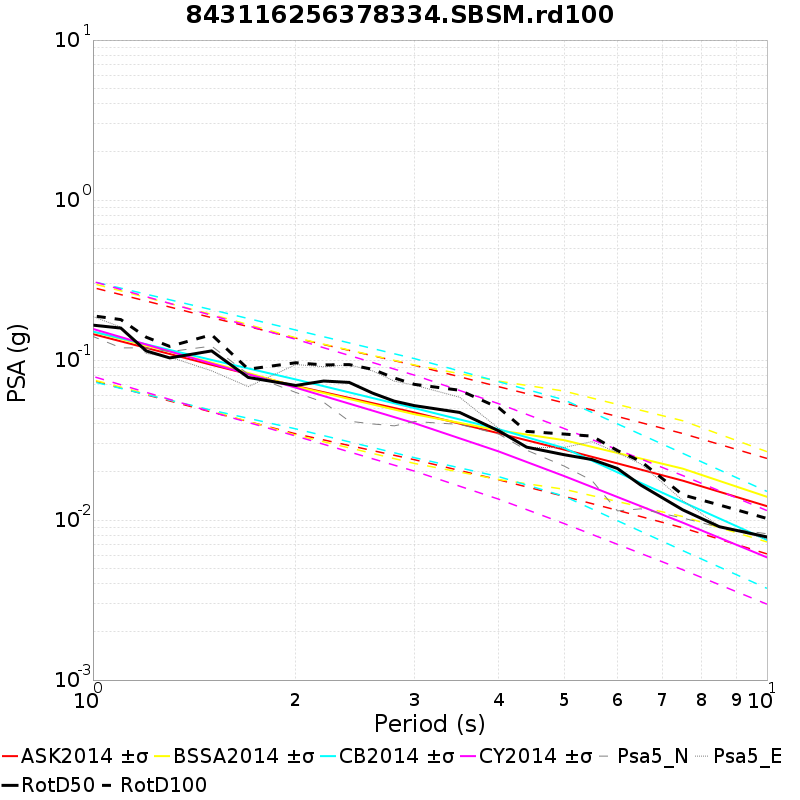 843116256378334.SBSM.rd100
10^1
10^0
10^-1
10^-2
10^-3
PSA (g)
10^0 2 3 4 5 6 7 8 9 10^1
Period (s)
ASK2014 ±σ BSSA2014 ±σ CB2014 ±σ CY2014 ±σ Psa5_N Psa5_E
RotD50 RotD100